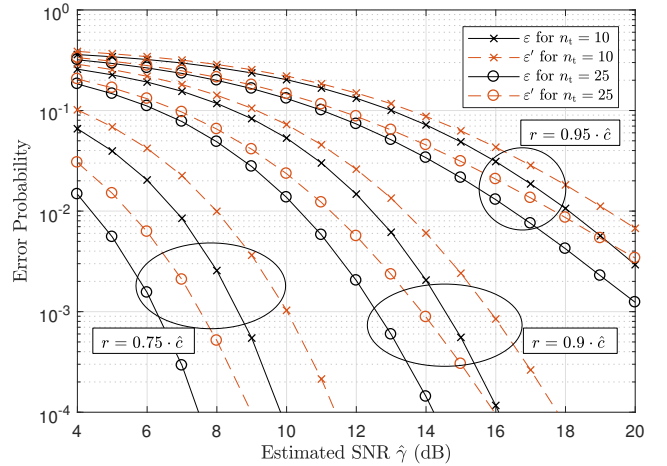 10^0
10^-1
10^-2
10^-3
10^-4
Error Probability
ε for n_t = 10
ε' for n_t = 10
ε for n_t = 25
ε' for n_t = 25
r = 0.95 · ĉ
r = 0.75 · ĉ
r = 0.9 · ĉ
4 6 8 10 12 14 16 18 20
Estimated SNR γ̂ (dB)